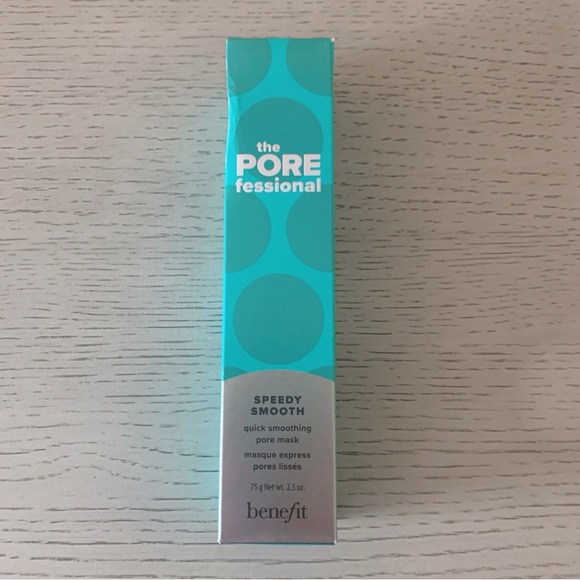 the
PORE
fessional
SPEEDY
SMOOTH
quick smoothing
pore mask
masque express
pores lissés
75 g Net wt. 2.5 oz.
benefit